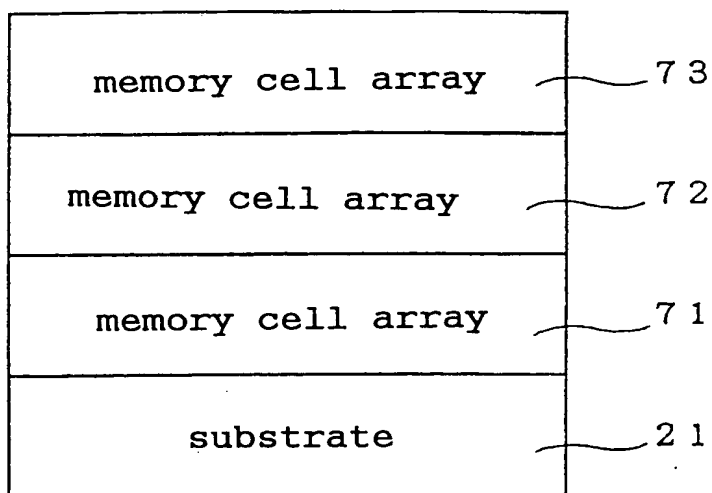 memory cell array 73
memory cell array 72
memory cell array 71
substrate 21